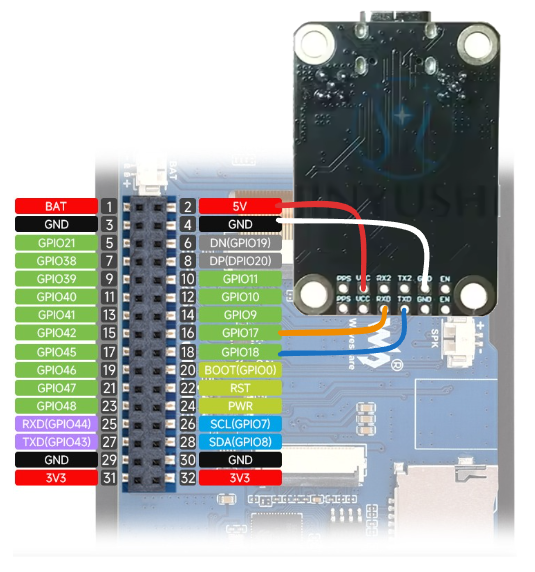 BAT 1 2 5V
GND 3 4 GND
GPIO21 5 6 DN(GPIO19)
GPIO38 7 8 DP(GPIO20)
GPIO39 9 10 GPIO11
GPIO40 11 12 GPIO10
GPIO41 13 14 GPIO9
GPIO42 15 16 GPIO17
GPIO45 17 18 GPIO18
GPIO46 19 20 BOOT(GPIO0)
GPIO47 21 22 RST
GPIO48 23 24 PWR
RXD(GPIO44) 25 26 SCL(GPIO7)
TXD(GPIO43) 27 28 SDA(GPIO8)
GND 29 30 GND
3V3 31 32 3V3
BAT
PPS VCC RX2 TX2 GND EN
PPS VCC RXD TXD GND EN
SPK